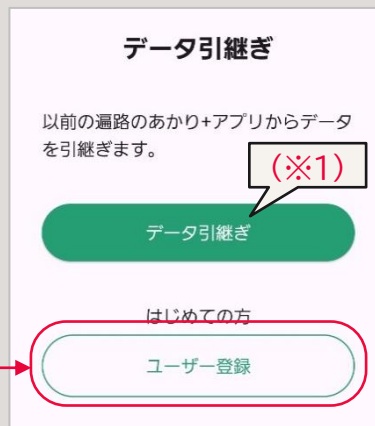 データ引継ぎ
以前の遍路のあかり+アプリからデータ
を引継ぎます。
(※1)
データ引継ぎ
はじめての方
ユーザー登録